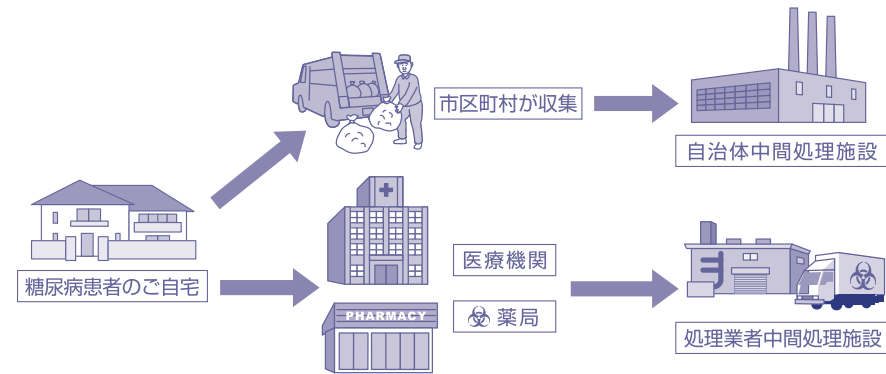 市区町村が収集
自治体中間処理施設
糖尿病患者のご自宅
医療機関
PHARMACY
薬局
処理業者中間処理施設